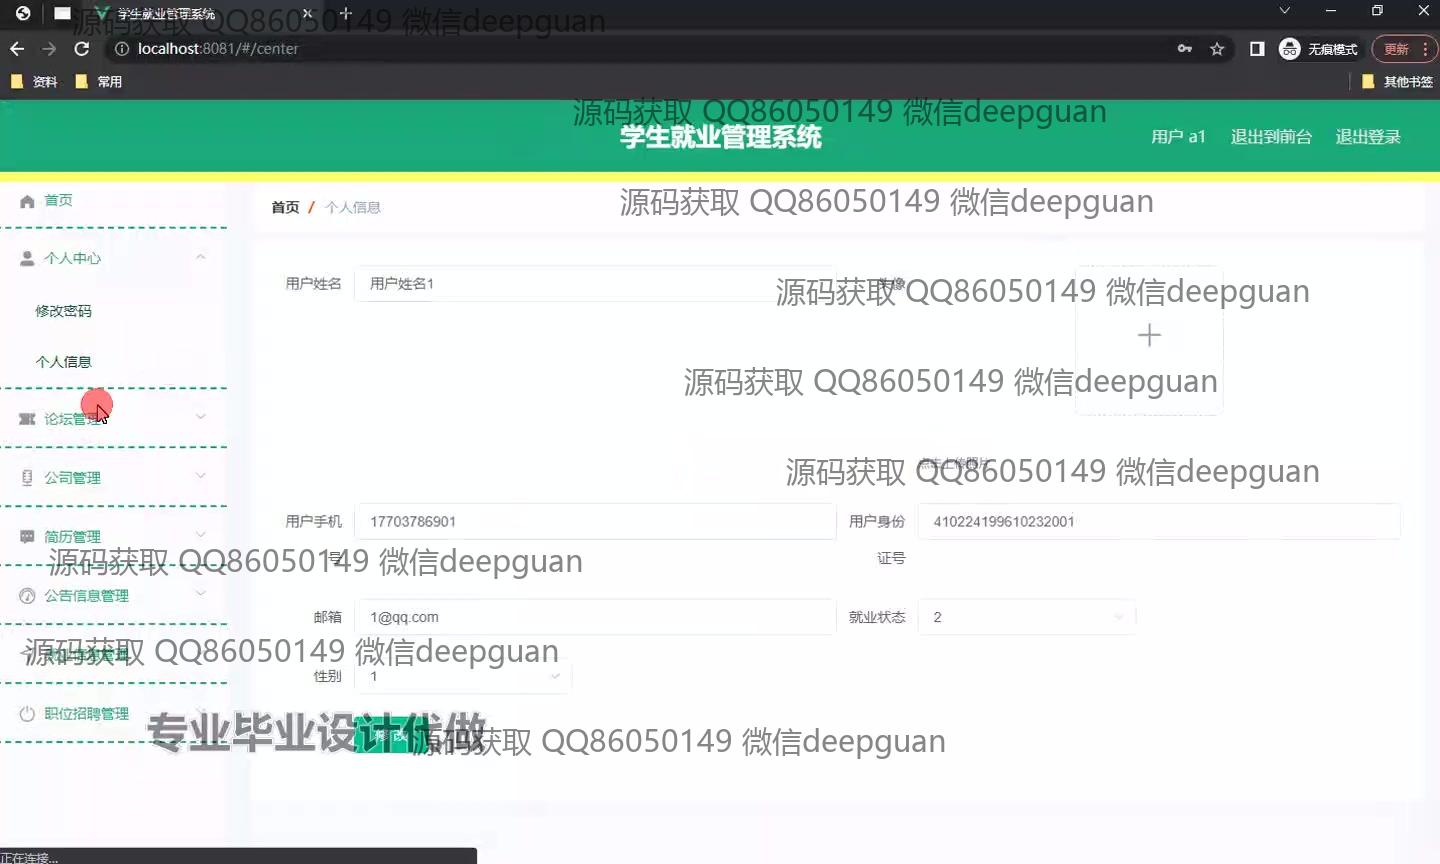 学生就业管理系统
源码获取 QQ86050149 微信deepguan
localhost:8081/#/center
无痕模式
更新
资料
常用
其他书签
源码获取 QQ86050149 微信deepguan
学生就业管理系统
用户 a1
退出到前台
退出登录
首页
首页 / 个人信息
源码获取 QQ86050149 微信deepguan
个人中心
用户姓名
用户姓名1
头像
源码获取 QQ86050149 微信deepguan
修改密码
个人信息
源码获取 QQ86050149 微信deepguan
论坛管理
点击上传照片
源码获取 QQ86050149 微信deepguan
公司管理
用户手机号
17703786901
用户身份证号
410224199610232001
简历管理
源码获取 QQ86050149 微信deepguan
公告信息管理
邮箱
1@qq.com
就业状态
2
源码获取 QQ86050149 微信deepguan
性别
1
职位招聘管理
专业毕业设计代做
修改
源码获取 QQ86050149 微信deepguan
正在连接...